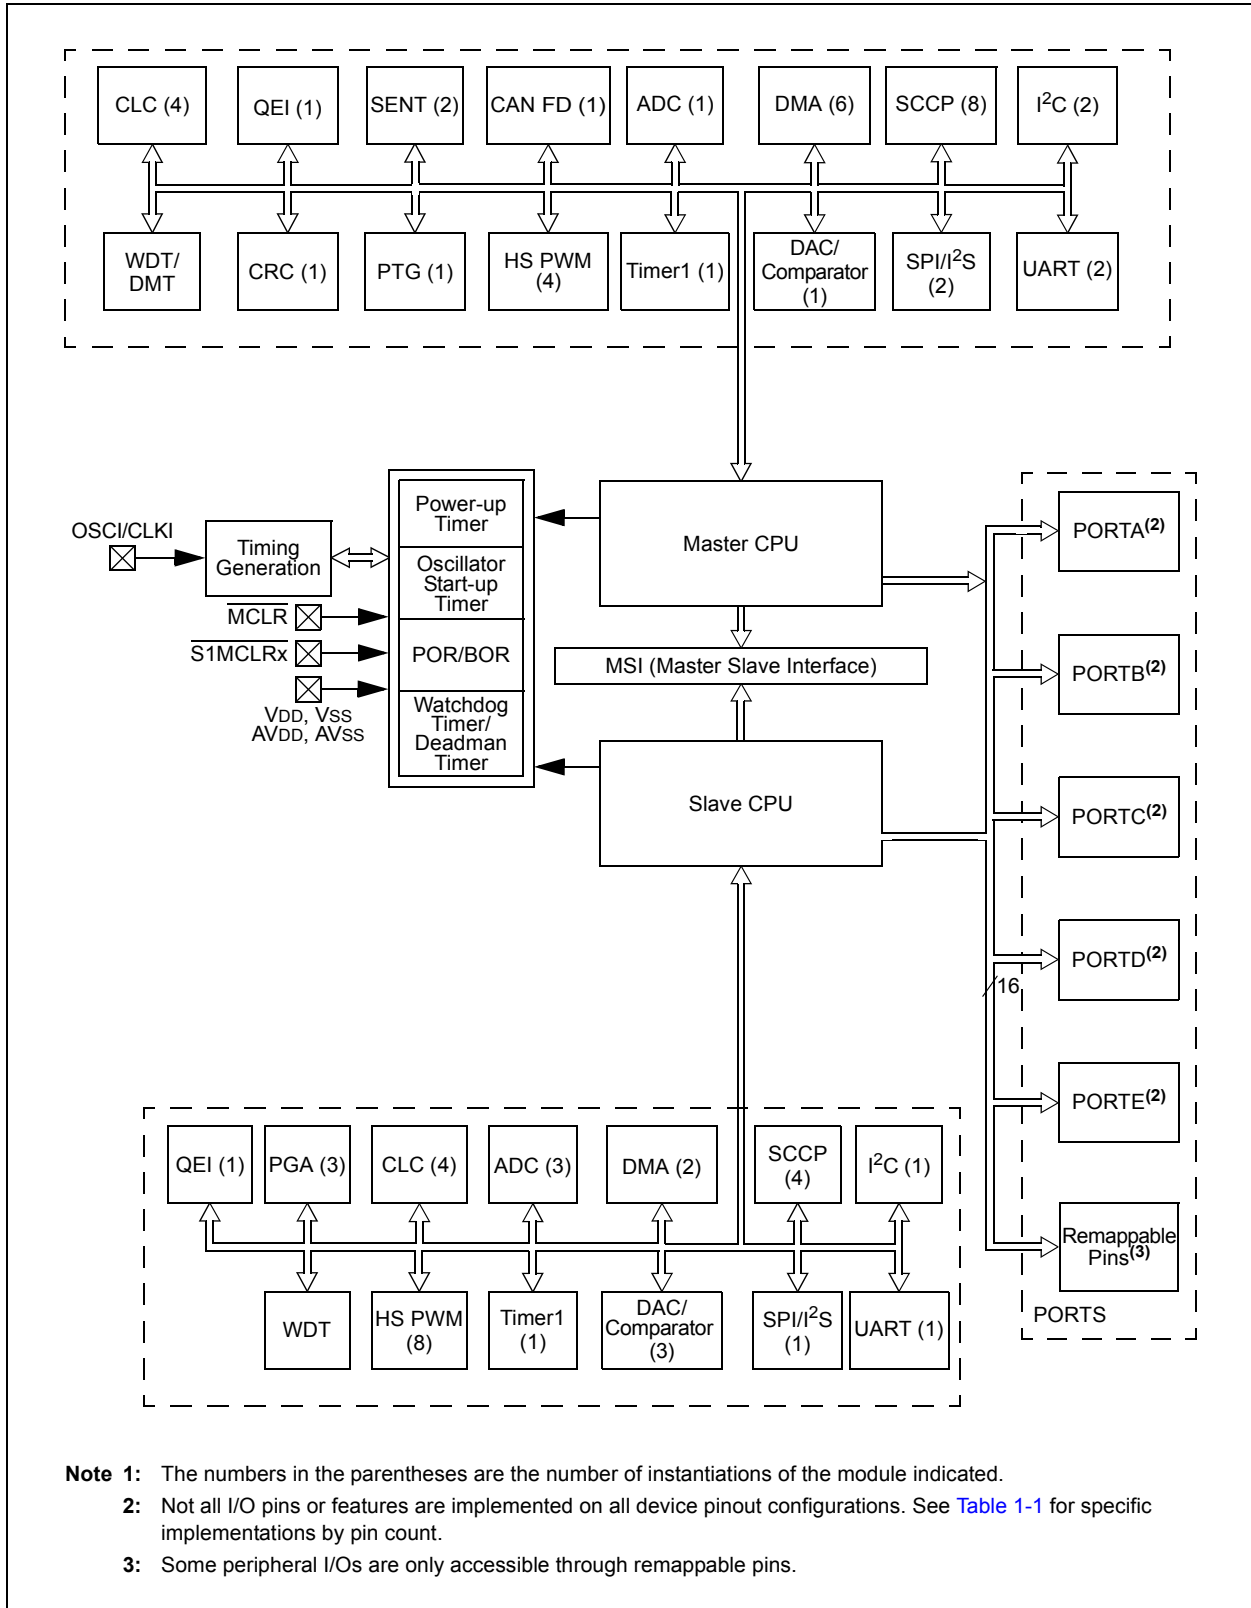 CLC (4)
QEI (1)
SENT (2)
CAN FD (1)
ADC (1)
DMA (6)
SCCP (8)
I²C (2)
WDT/
DMT
CRC (1)
PTG (1)
HS PWM
(4)
Timer1 (1)
DAC/
Comparator
(1)
SPI/I²S
(2)
UART (2)
OSCI/CLKI
Timing
Generation
MCLR
S1MCLRx
VDD, VSS
AVDD, AVSS
Power-up
Timer
Oscillator
Start-up
Timer
POR/BOR
Watchdog
Timer/
Deadman
Timer
Master CPU
MSI (Master Slave Interface)
Slave CPU
PORTA(2)
PORTB(2)
PORTC(2)
PORTD(2)
16
PORTE(2)
Remappable
Pins(3)
PORTS
QEI (1)
PGA (3)
CLC (4)
ADC (3)
DMA (2)
SCCP
(4)
I²C (1)
WDT
HS PWM
(8)
Timer1
(1)
DAC/
Comparator
(3)
SPI/I²S
(1)
UART (1)
Note 1: The numbers in the parentheses are the number of instantiations of the module indicated.
2: Not all I/O pins or features are implemented on all device pinout configurations. See Table 1-1 for specific
implementations by pin count.
3: Some peripheral I/Os are only accessible through remappable pins.